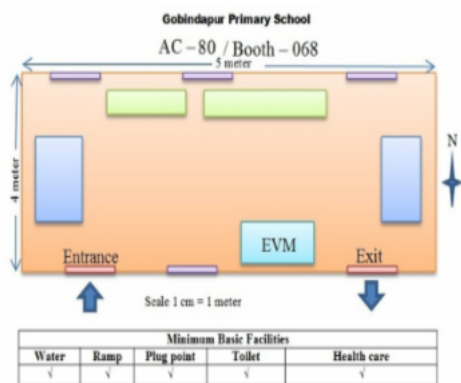 Gobindapur Primary School
AC – 80 / Booth – 068
5 meter
4 meter
N
EVM
Entrance
Exit
Scale 1 cm = 1 meter
Minimum Basic Facilities
Water Ramp Plug point Toilet Health care
√ √ √ √ √